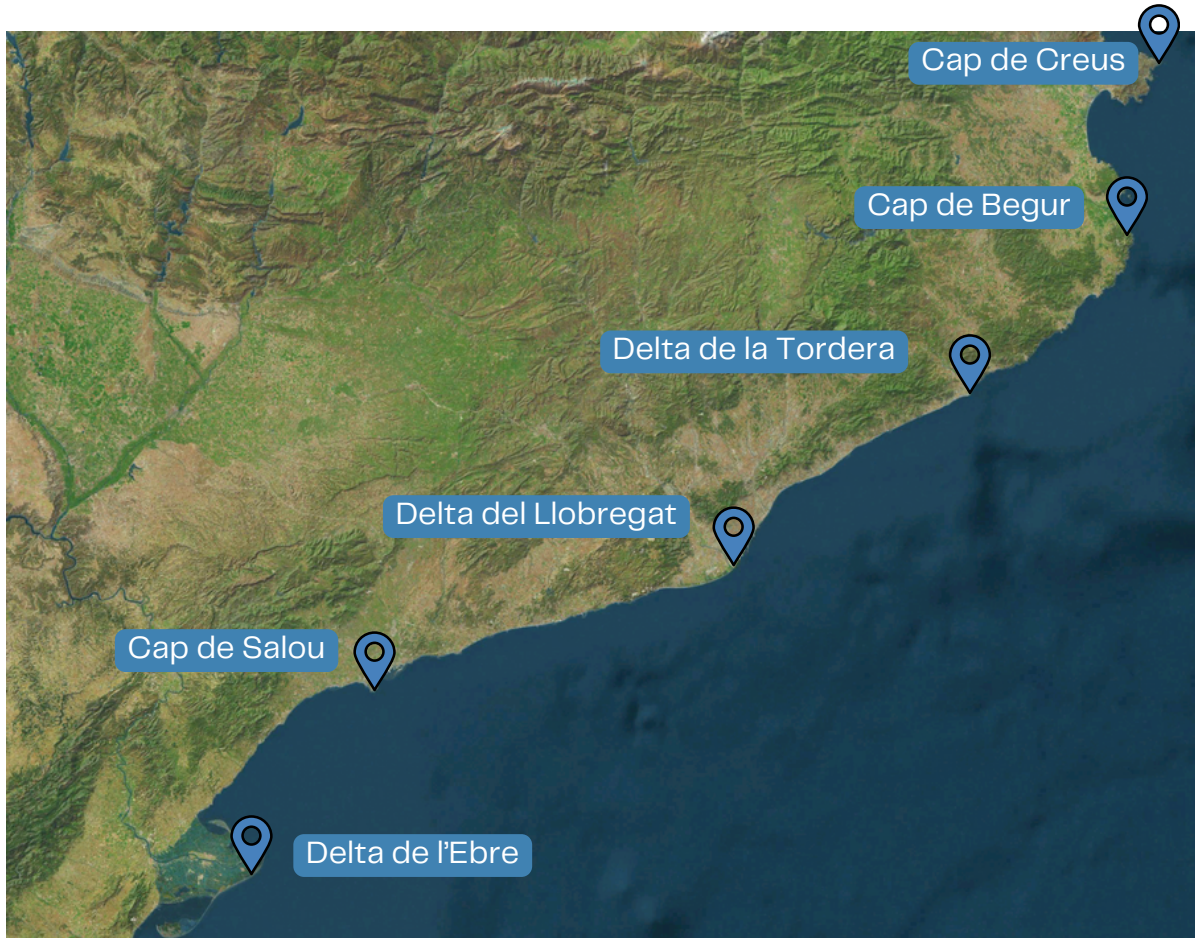 Cap de Creus
Cap de Begur
Delta de la Tordera
Delta del Llobregat
Cap de Salou
Delta de l’Ebre